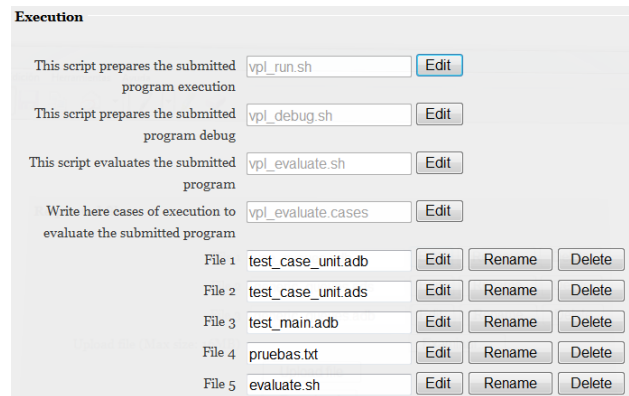 Execution
This script prepares the submitted vpl_run.sh Edit
program execution
This script prepares the submitted vpl_debug.sh Edit
program debug
This script evaluates the submitted vpl_evaluate.sh Edit
program
Write here cases of execution to vpl_evaluate.cases Edit
evaluate the submitted program
File 1 test_case_unit.adb Edit Rename Delete
File 2 test_case_unit.ads Edit Rename Delete
File 3 test_main.adb Edit Rename Delete
File 4 pruebas.txt Edit Rename Delete
File 5 evaluate.sh Edit Rename Delete